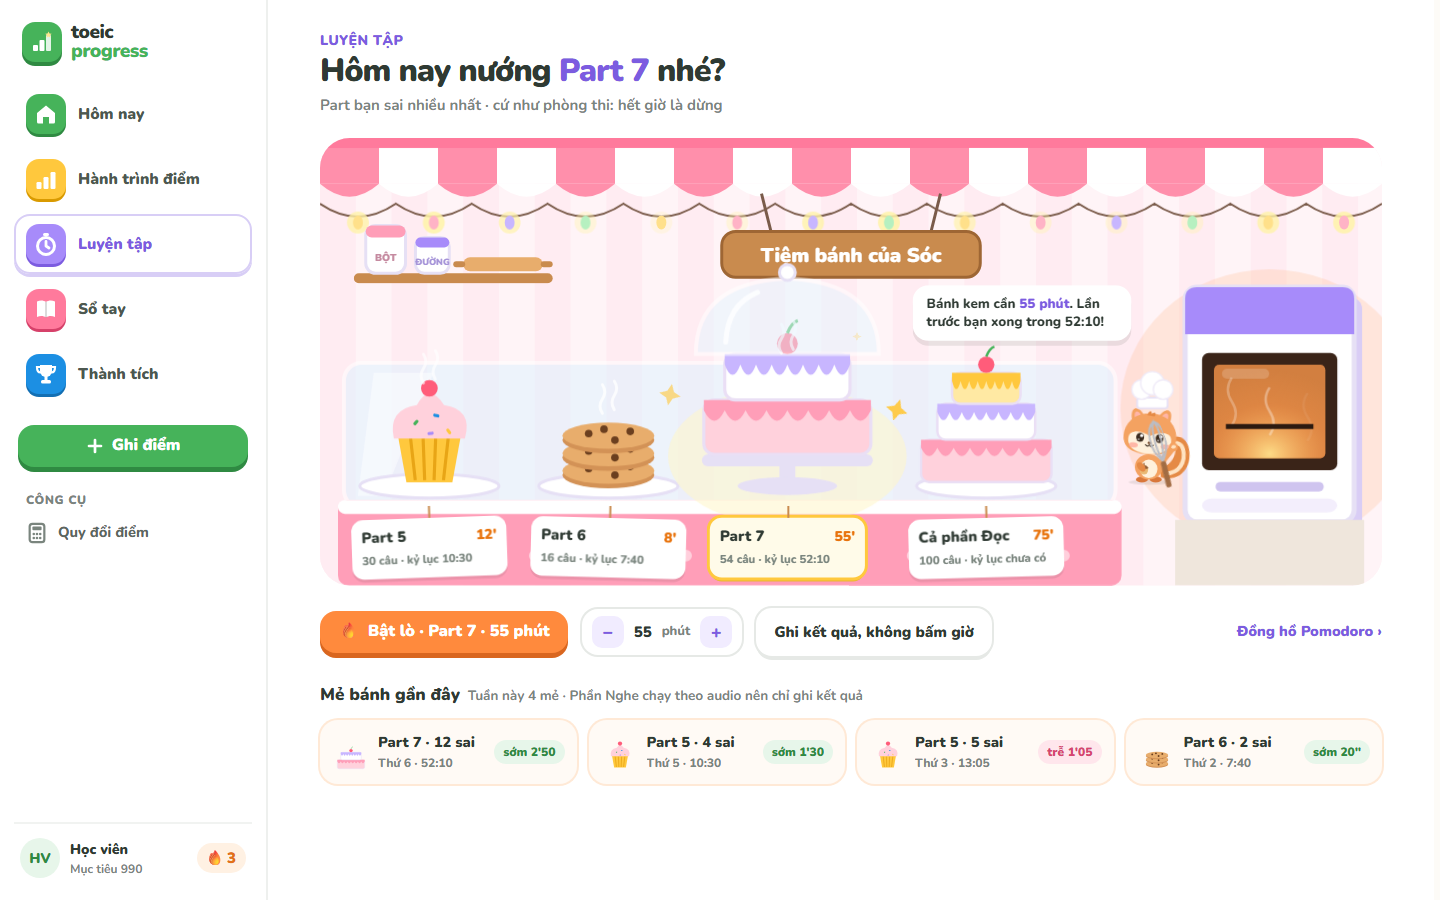 toeic
progress
Hôm nay
Hành trình điểm
Luyện tập
Sổ tay
Thành tích
+ Ghi điểm
CÔNG CỤ
Quy đổi điểm
HV
Học viên
Mục tiêu 990
3
LUYỆN TẬP
Hôm nay nướng Part 7 nhé?
Part bạn sai nhiều nhất · cứ như phòng thi: hết giờ là dừng
BỘT
ĐƯỜNG
Tiệm bánh của Sóc
Bánh kem cần 55 phút. Lần
trước bạn xong trong 52:10!
Part 5 12'
30 câu · kỷ lục 10:30
Part 6 8'
16 câu · kỷ lục 7:40
Part 7 55'
54 câu · kỷ lục 52:10
Cả phần Đọc 75'
100 câu · kỷ lục chưa có
Bật lò · Part 7 · 55 phút
− 55 phút +
Ghi kết quả, không bấm giờ
Đồng hồ Pomodoro ›
Mẻ bánh gần đây Tuần này 4 mẻ · Phần Nghe chạy theo audio nên chỉ ghi kết quả
Part 7 · 12 sai
Thứ 6 · 52:10
sớm 2'50
Part 5 · 4 sai
Thứ 5 · 10:30
sớm 1'30
Part 5 · 5 sai
Thứ 3 · 13:05
trễ 1'05
Part 6 · 2 sai
Thứ 2 · 7:40
sớm 20"